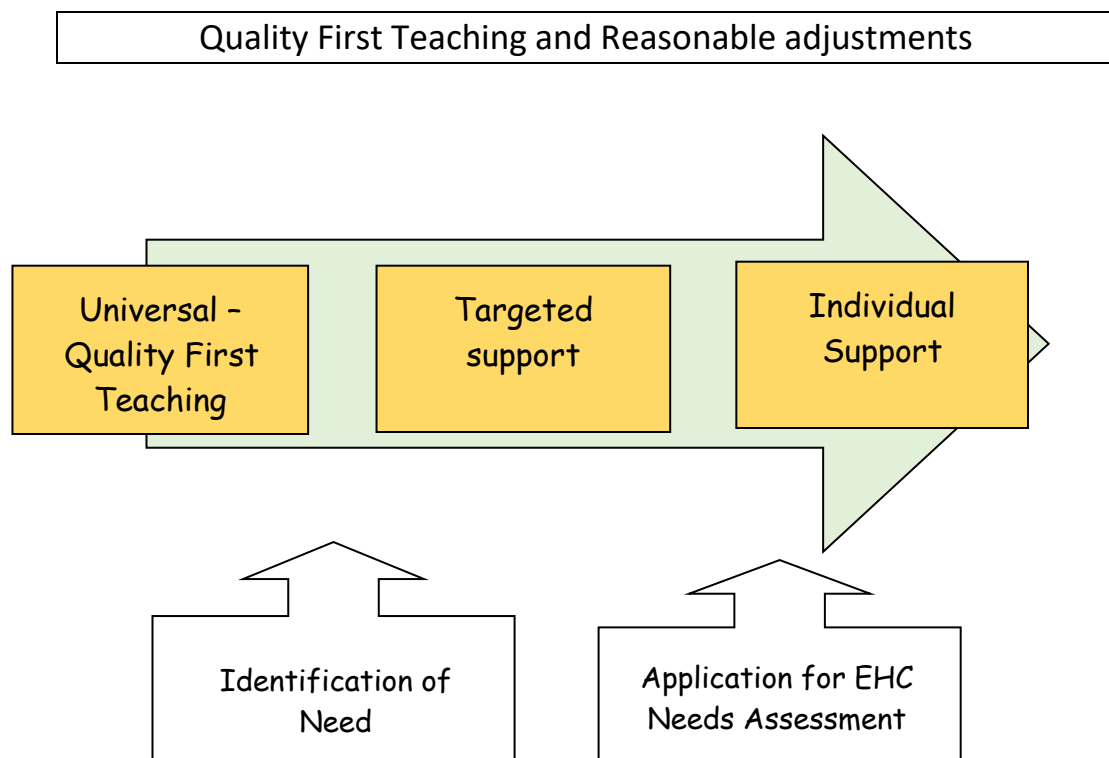 Quality First Teaching and Reasonable adjustments
Universal –
Quality First
Teaching
Targeted
support
Individual
Support
Identification of
Need
Application for EHC
Needs Assessment